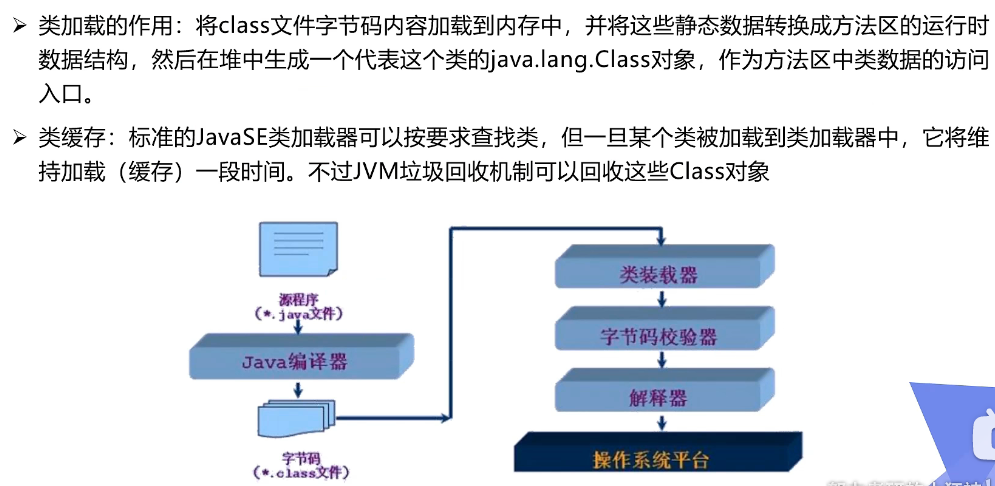 ➢ 类加载的作用：将class文件字节码内容加载到内存中，并将这些静态数据转换成方法区的运行时
数据结构，然后在堆中生成一个代表这个类的java.lang.Class对象，作为方法区中类数据的访问
入口。
➢ 类缓存：标准的JavaSE类加载器可以按要求查找类，但一旦某个类被加载到类加载器中，它将维
持加载（缓存）一段时间。不过JVM垃圾回收机制可以回收这些Class对象
源程序
（*.java文件）
Java编译器
字节码
（*.class文件）
类装载器
字节码校验器
解释器
操作系统平台